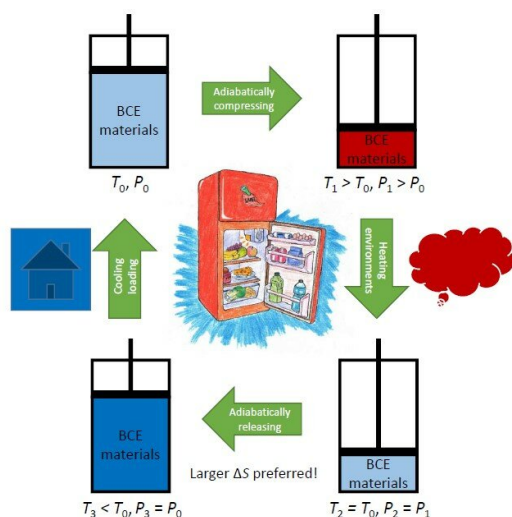 BCE
materials
Adiabatically
compressing
BCE
materials
T₀, P₀
T₁ > T₀, P₁ > P₀
Cooling
loading
Heating
environments
BCE
materials
Adiabatically
releasing
BCE
materials
Larger ΔS preferred!
T₃ < T₀, P₃ = P₀
T₂ = T₀, P₂ = P₁